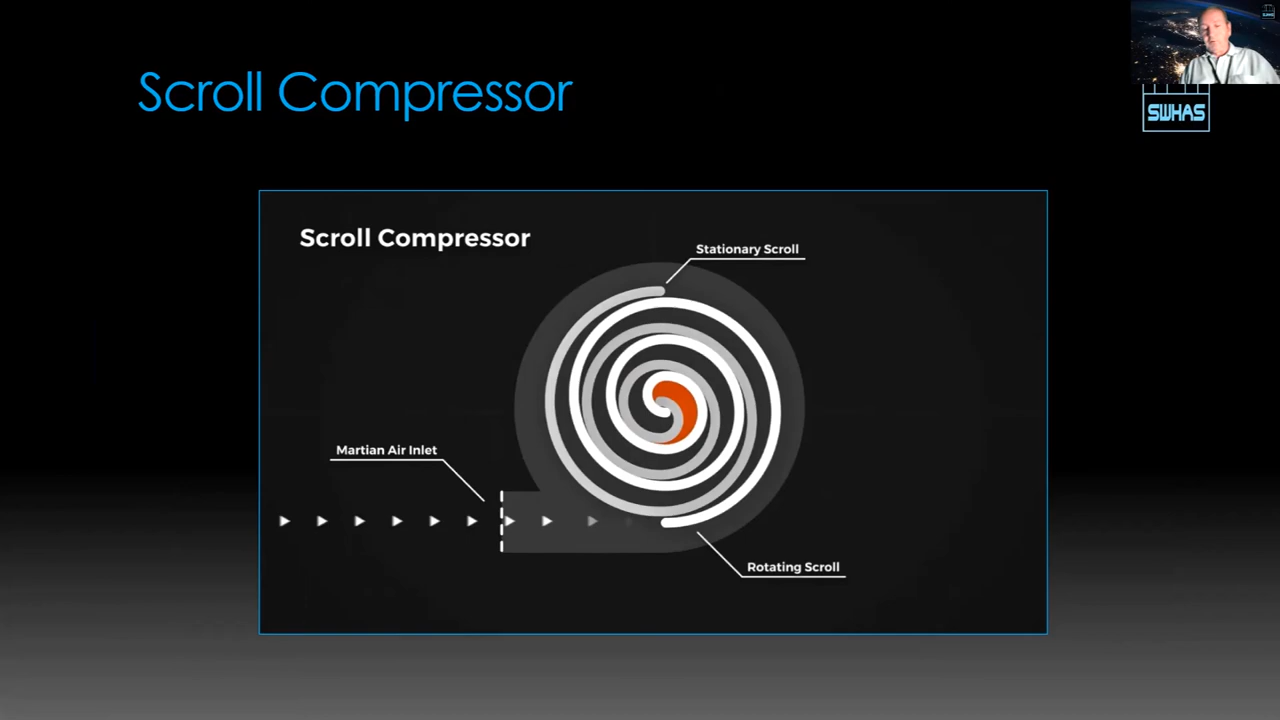 Scroll Compressor
SWHAS
Scroll Compressor
Stationary Scroll
Martian Air Inlet
Rotating Scroll